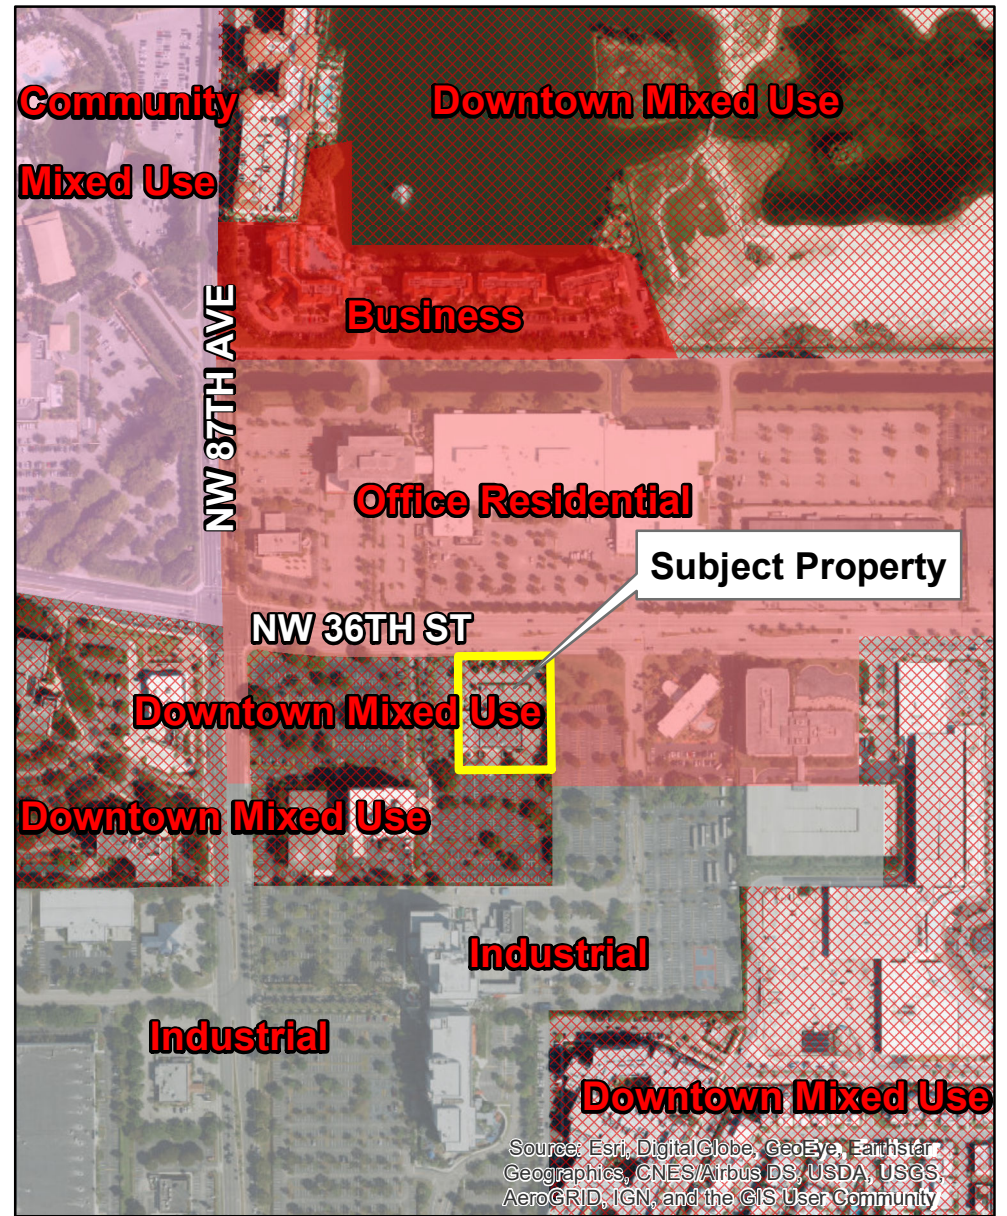 Community
Mixed Use
Downtown Mixed Use
Business
NW 87TH AVE
Office Residential
Subject Property
NW 36TH ST
Downtown Mixed Use
Downtown Mixed Use
Industrial
Industrial
Downtown Mixed Use
Source: Esri, DigitalGlobe, GeoEye, Earthstar
Geographics, CNES/Airbus DS, USDA, USGS,
AeroGRID, IGN, and the GIS User Community